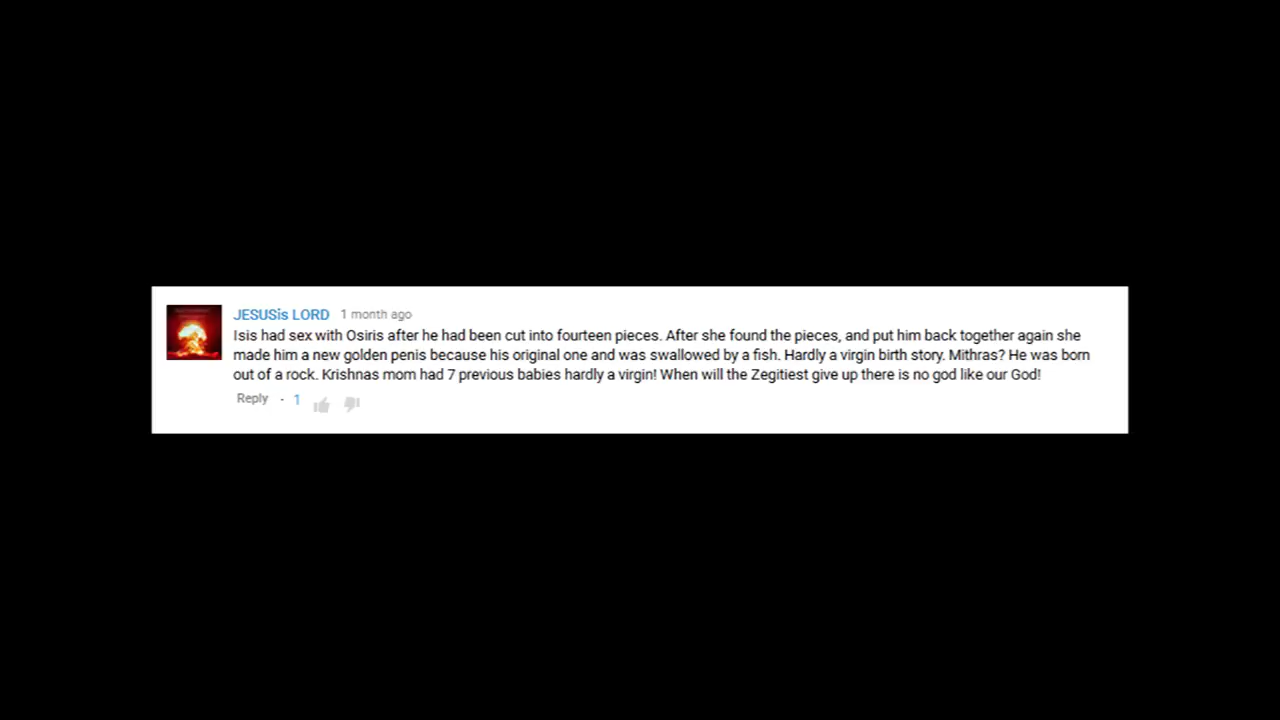 JESUSis LORD 1 month ago
Isis had sex with Osiris after he had been cut into fourteen pieces. After she found the pieces, and put him back together again she
made him a new golden penis because his original one and was swallowed by a fish. Hardly a virgin birth story. Mithras? He was born
out of a rock. Krishnas mom had 7 previous babies hardly a virgin! When will the Zegitiest give up there is no god like our God!
Reply · 1